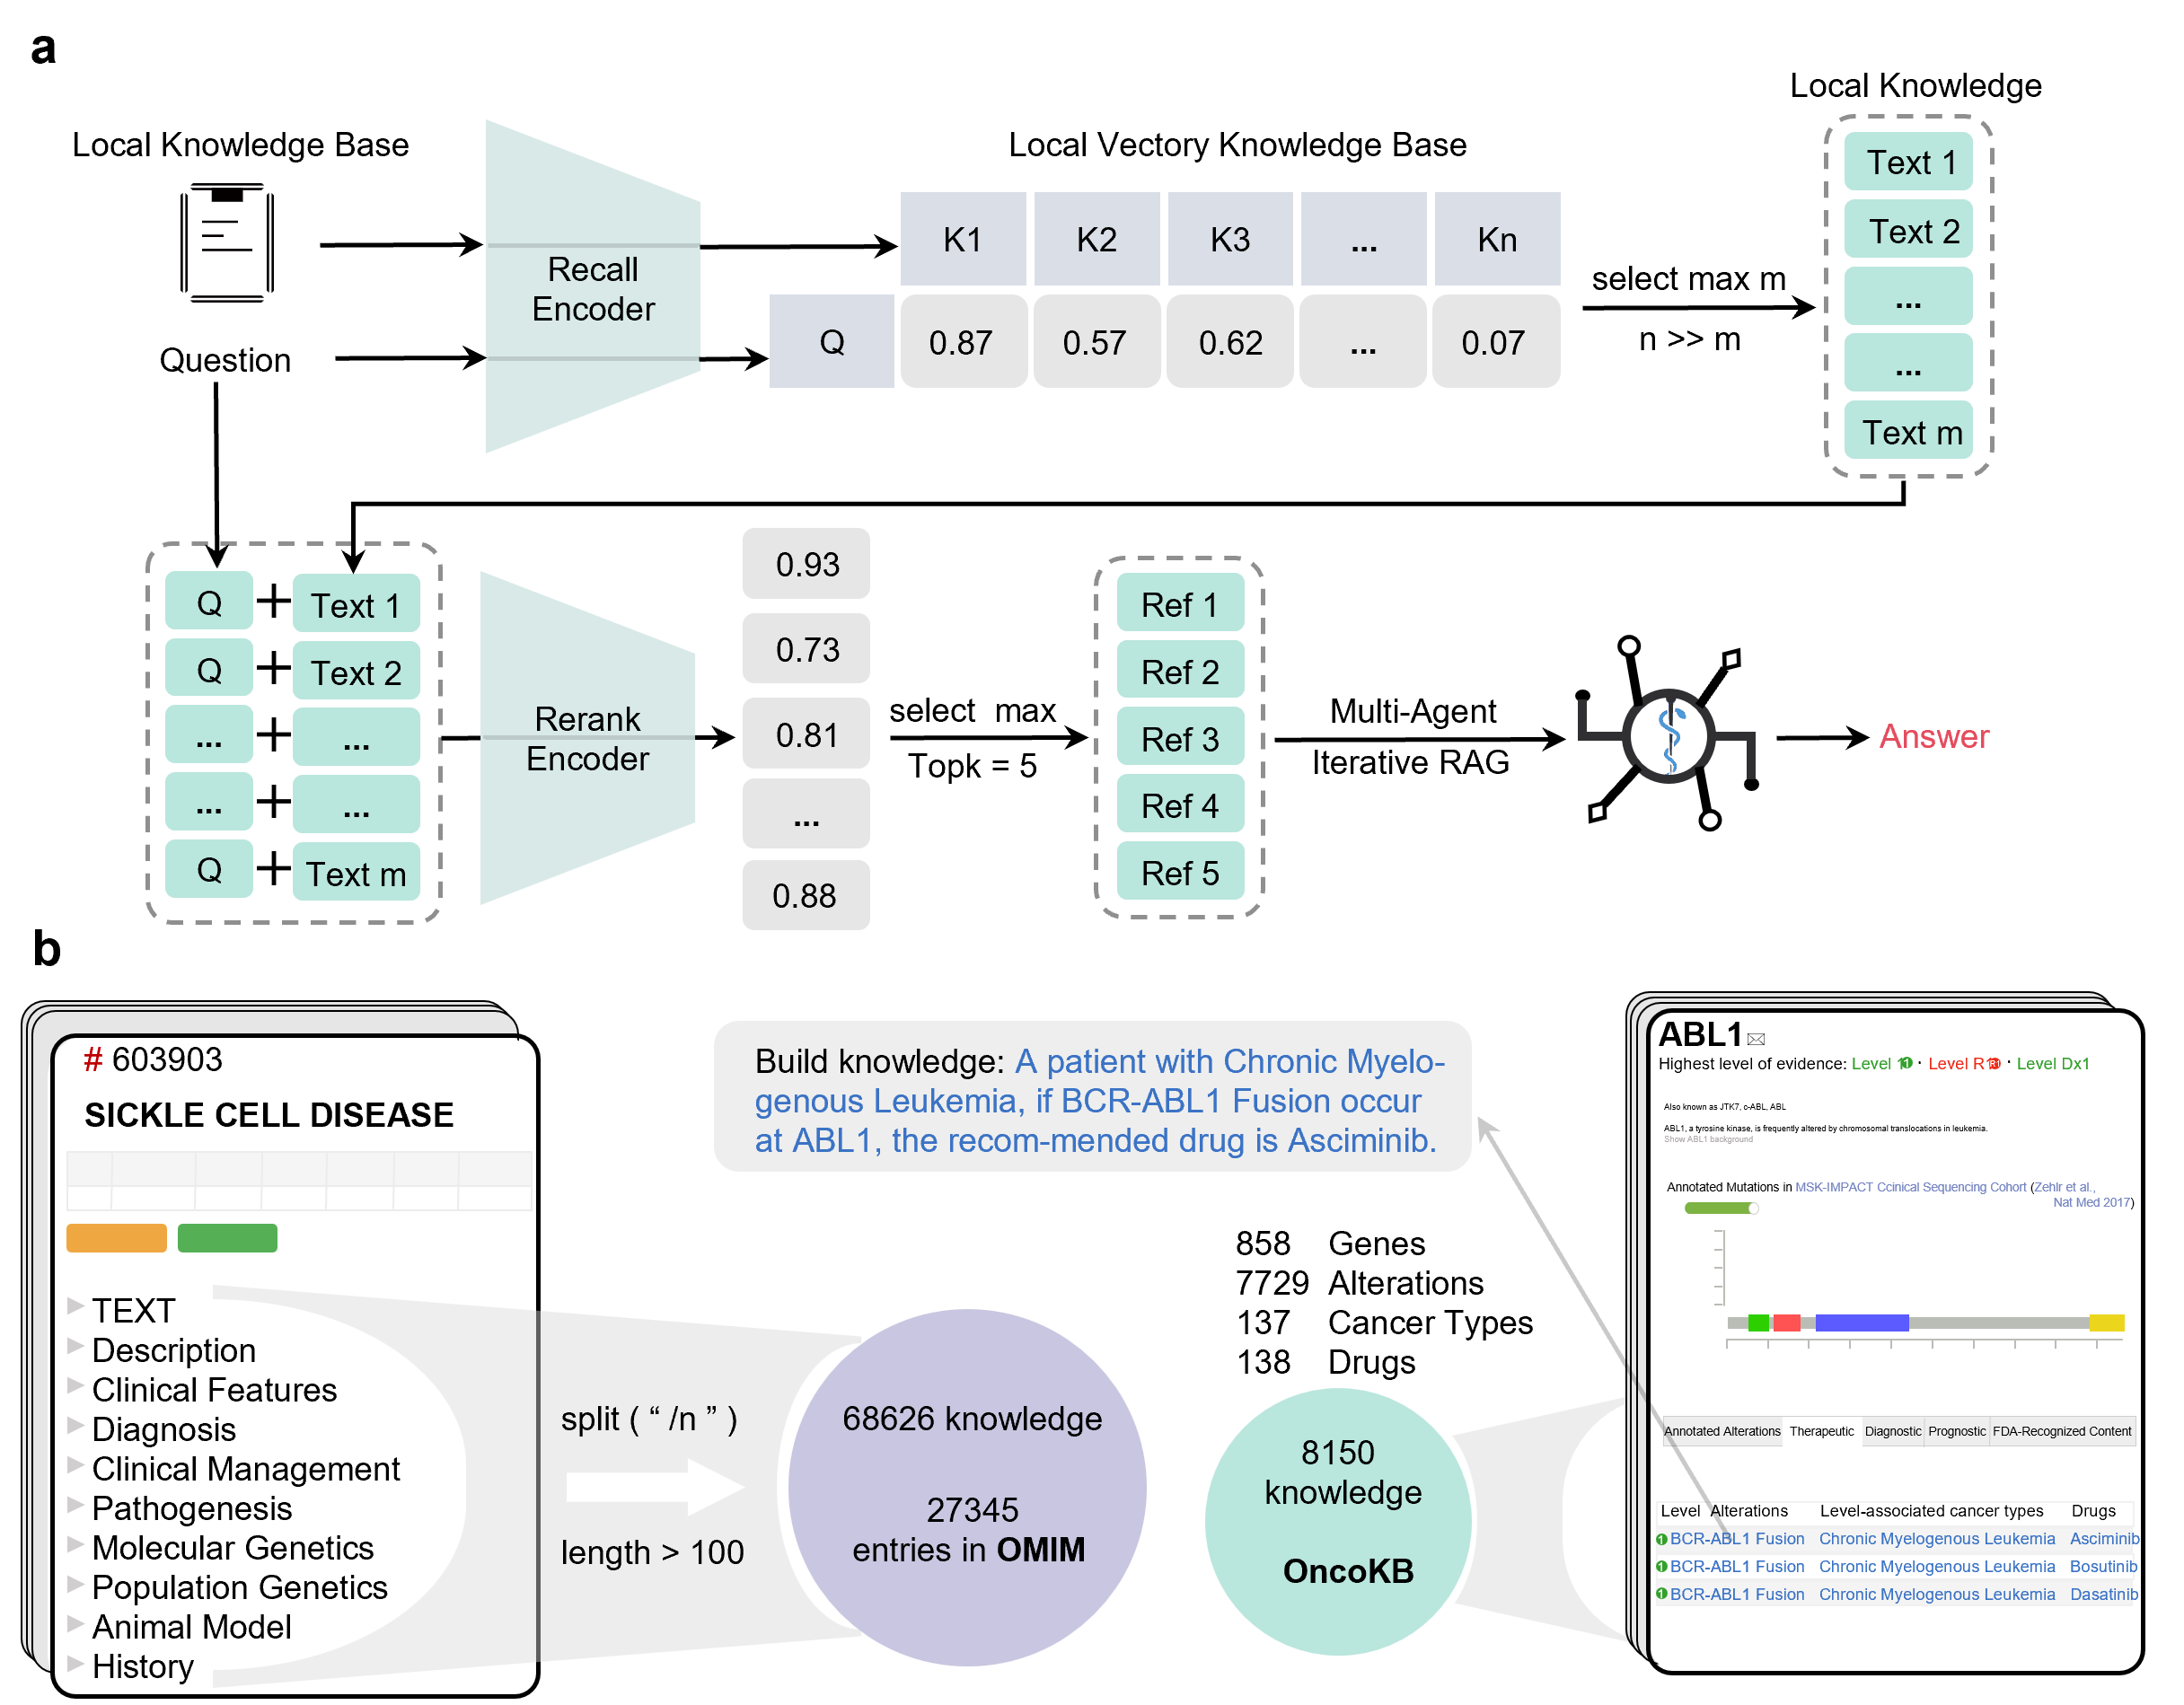 a
Local Knowledge Base
Question
Recall
Encoder
Local Vectory Knowledge Base
K1 K2 K3 ... Kn
Q 0.87 0.57 0.62 ... 0.07
select max m
n >> m
Local Knowledge
Text 1
Text 2
...
...
Text m
Q + Text 1
Q + Text 2
... + ...
... + ...
Q + Text m
Rerank
Encoder
0.93
0.73
0.81
...
0.88
select max
Topk = 5
Ref 1
Ref 2
Ref 3
Ref 4
Ref 5
Multi-Agent
Iterative RAG
Answer
b
# 603903
SICKLE CELL DISEASE
TEXT
Description
Clinical Features
Diagnosis
Clinical Management
Pathogenesis
Molecular Genetics
Population Genetics
Animal Model
History
split ( “ /n ” )
length > 100
68626 knowledge
27345
entries in OMIM
Build knowledge: A patient with Chronic Myelo-
genous Leukemia, if BCR-ABL1 Fusion occur
at ABL1, the recom-mended drug is Asciminib.
858 Genes
7729 Alterations
137 Cancer Types
138 Drugs
8150
knowledge
OncoKB
ABL1
Highest level of evidence: Level 1 · Level R1 · Level Dx1
Also known as JTK7, c-ABL, ABL
ABL1, a tyrosine kinase, is frequently altered by chromosomal translocations in leukemia.
Show ABL1 background
Annotated Mutations in MSK-IMPACT Ccinical Sequencing Cohort (Zehlr et al.,
Nat Med 2017)
Annotated Alterations Therapeutic Diagnostic Prognostic FDA-Recognized Content
Level Alterations Level-associated cancer types Drugs
1 BCR-ABL1 Fusion Chronic Myelogenous Leukemia Asciminib
1 BCR-ABL1 Fusion Chronic Myelogenous Leukemia Bosutinib
1 BCR-ABL1 Fusion Chronic Myelogenous Leukemia Dasatinib